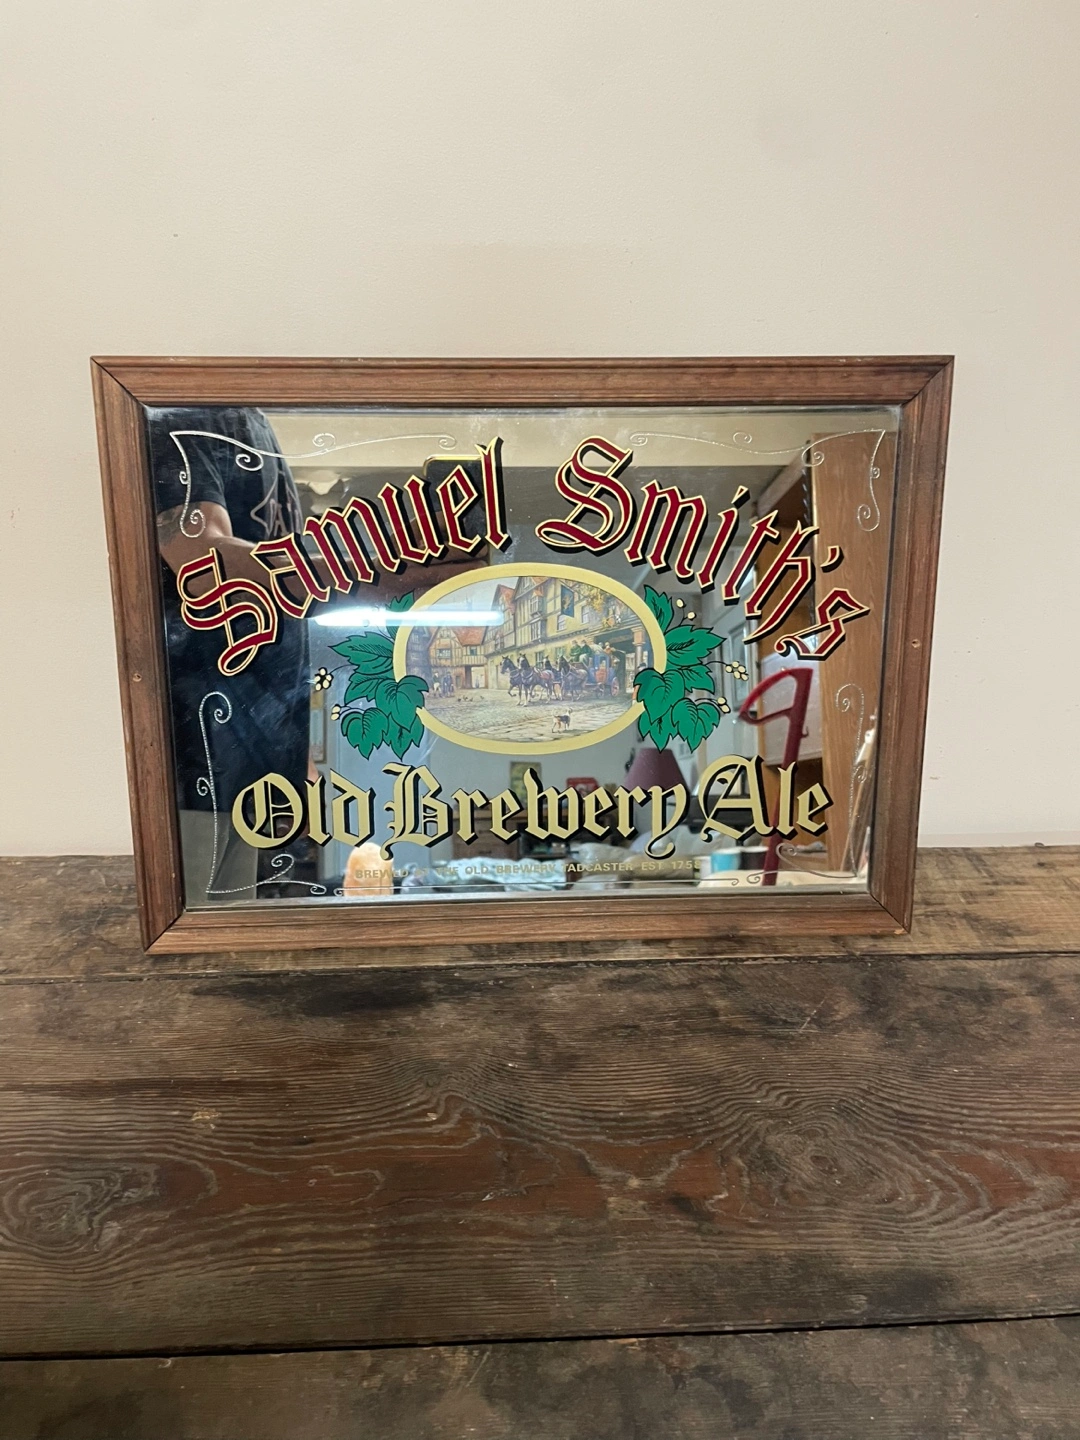 Samuel Smith's
Old Brewery Ale
BREWED AT THE OLD BREWERY TADCASTER EST 1758